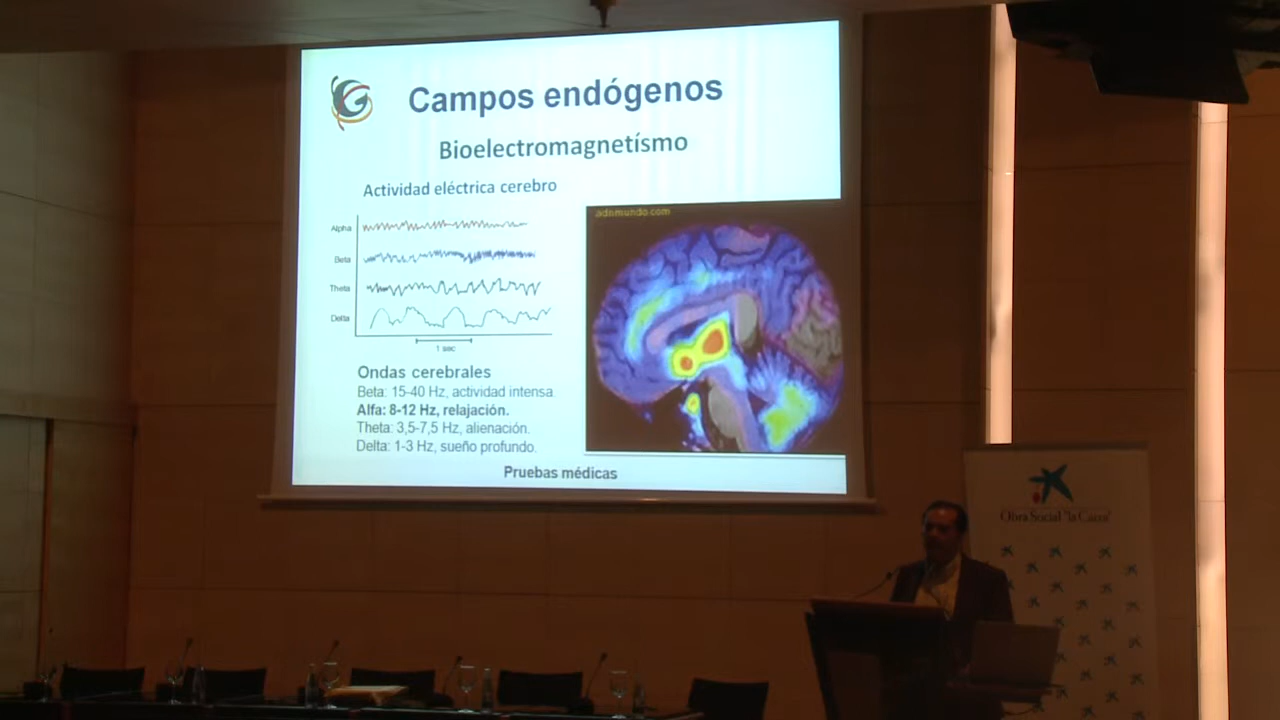 Campos endógenos
Bioelectromagnetísmo
Actividad eléctrica cerebro
Alpha
Beta
Theta
Delta
1 sec
adomundo.com
Ondas cerebrales
Beta: 15-40 Hz, actividad intensa.
Alfa: 8-12 Hz, relajación.
Theta: 3,5-7,5 Hz, alienación.
Delta: 1-3 Hz, sueño profundo.
Pruebas médicas
Obra Social "la Caixa"